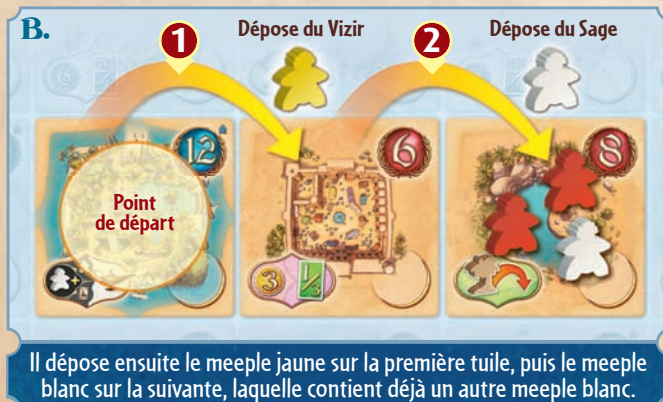 B.
1
Dépose du Vizir
2
Dépose du Sage
12
6
8
Point
de départ
3
1/3
Il dépose ensuite le meeple jaune sur la première tuile, puis le meeple
blanc sur la suivante, laquelle contient déjà un autre meeple blanc.